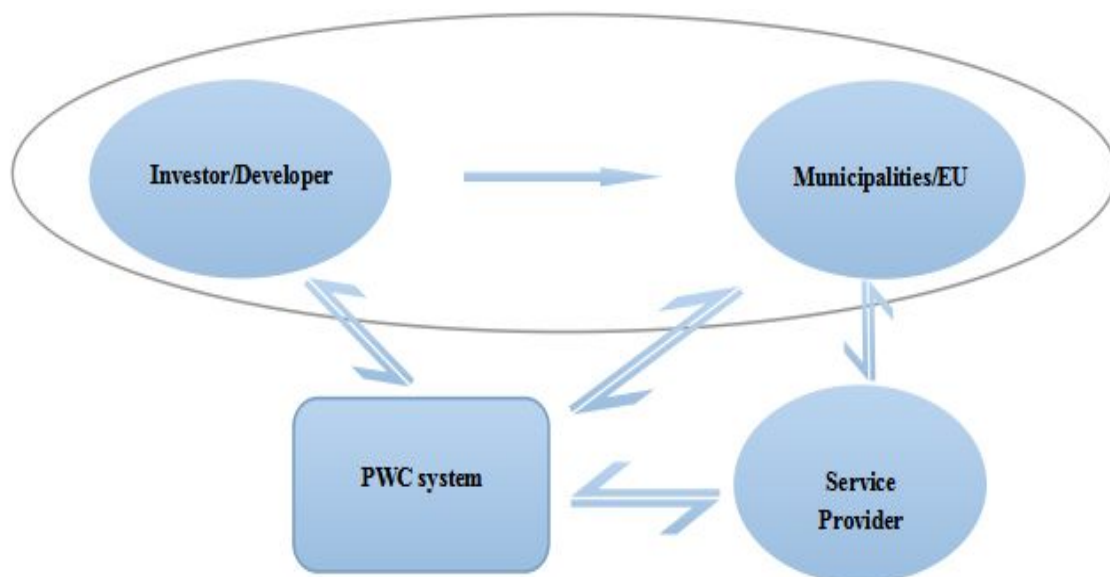 Investor/Developer
Municipalities/EU
PWC system
Service
Provider